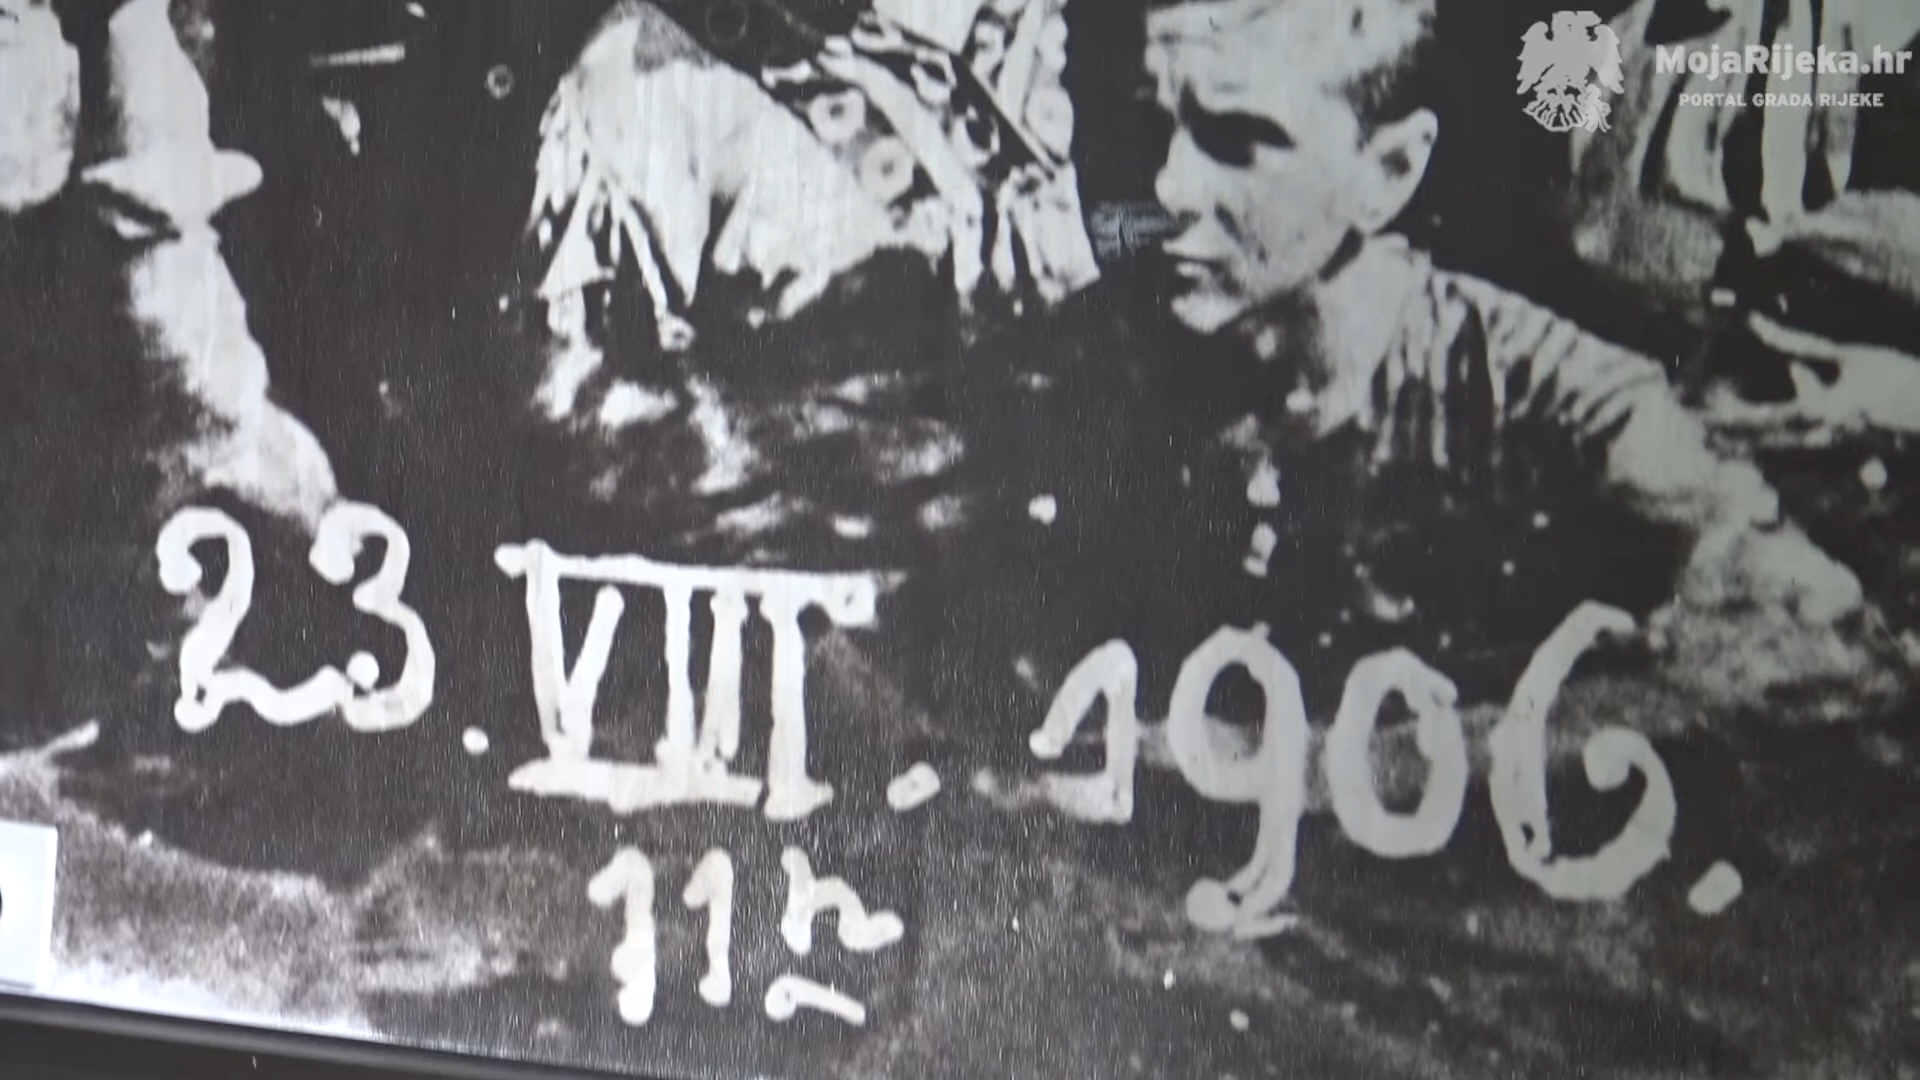 MojaRijeka.hr
PORTAL GRADA RIJEKE
23. VIII. 1906.
11h